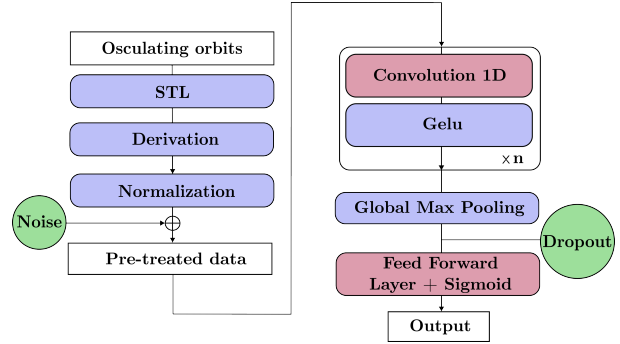 Osculating orbits
STL
Derivation
Normalization
Noise
Pre-treated data
Convolution 1D
Gelu
×n
Global Max Pooling
Dropout
Feed Forward
Layer + Sigmoid
Output